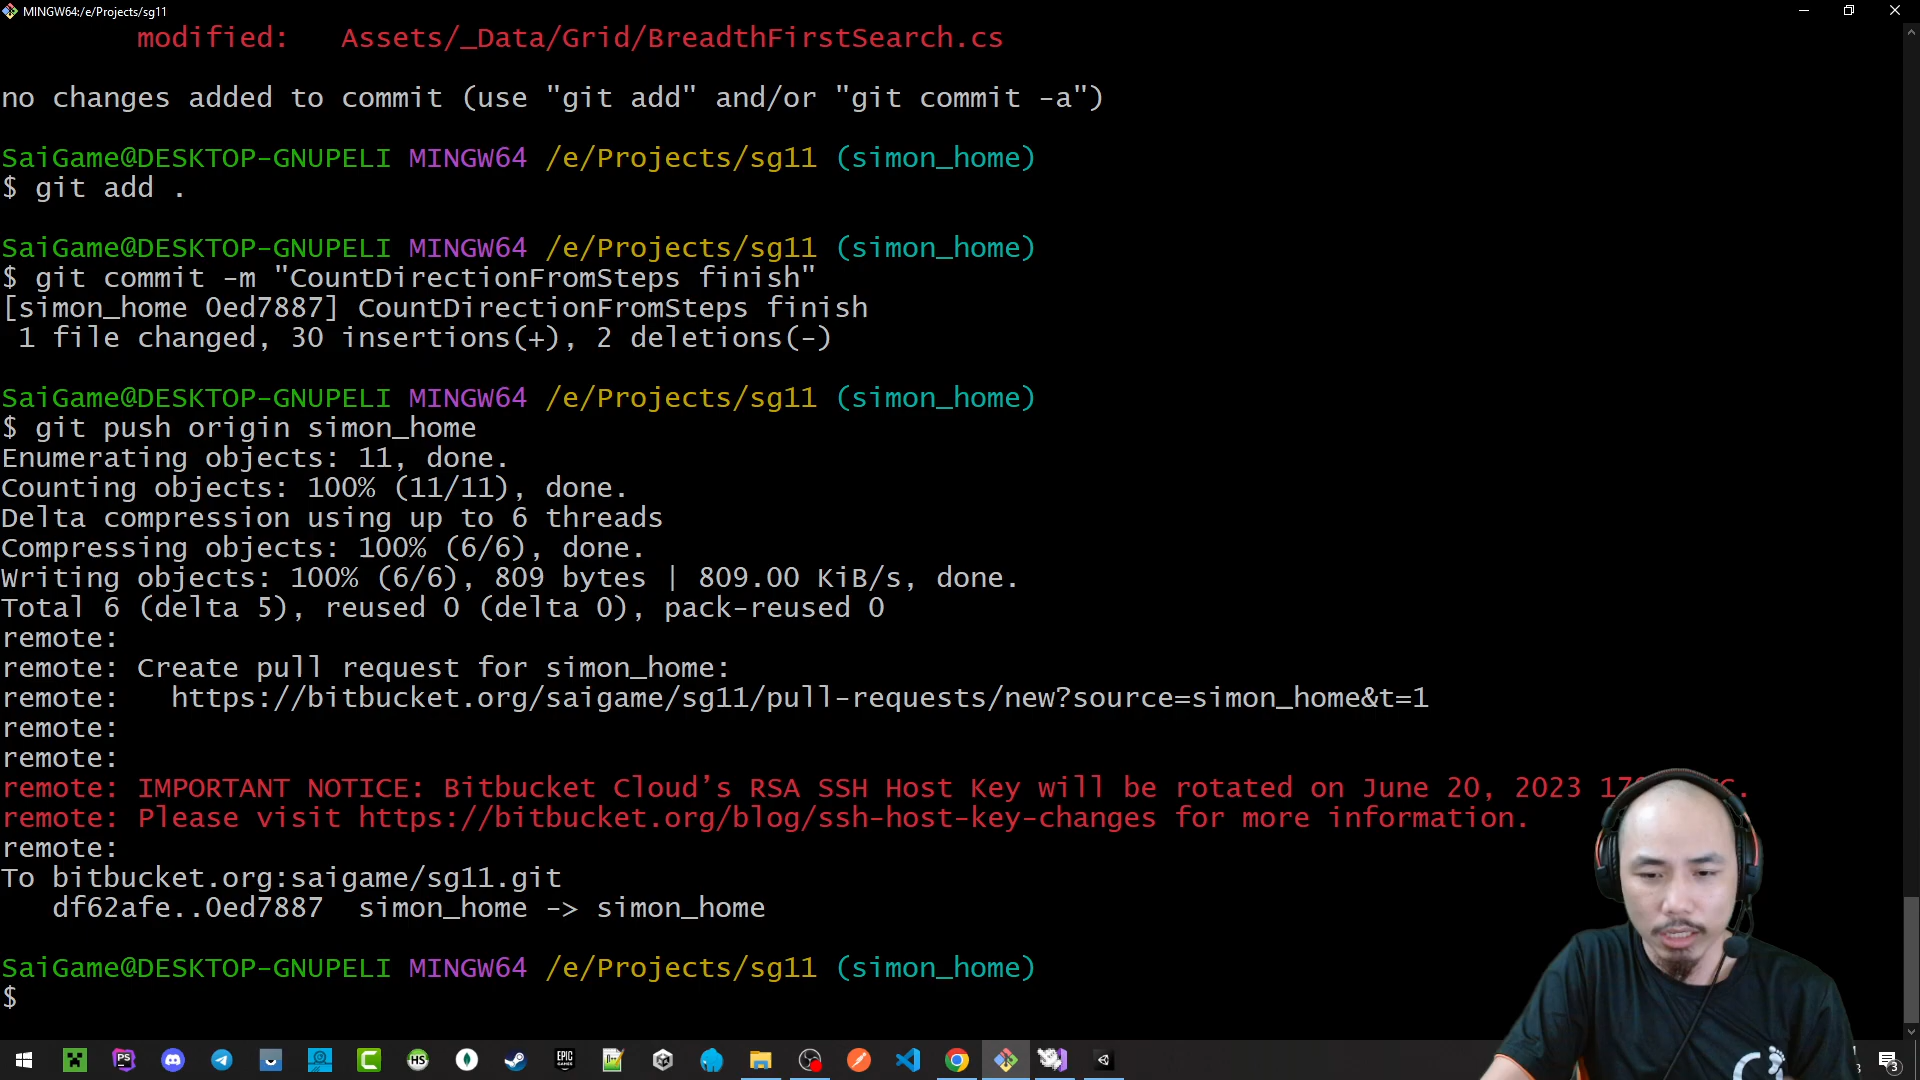 MINGW64:/e/Projects/sg11
modified:   Assets/_Data/Grid/BreadthFirstSearch.cs
no changes added to commit (use "git add" and/or "git commit -a")
SaiGame@DESKTOP-GNUPELI MINGW64 /e/Projects/sg11 (simon_home)
$ git add .
SaiGame@DESKTOP-GNUPELI MINGW64 /e/Projects/sg11 (simon_home)
$ git commit -m "CountDirectionFromSteps finish"
[simon_home 0ed7887] CountDirectionFromSteps finish
1 file changed, 30 insertions(+), 2 deletions(-)
SaiGame@DESKTOP-GNUPELI MINGW64 /e/Projects/sg11 (simon_home)
$ git push origin simon_home
Enumerating objects: 11, done.
Counting objects: 100% (11/11), done.
Delta compression using up to 6 threads
Compressing objects: 100% (6/6), done.
Writing objects: 100% (6/6), 809 bytes | 809.00 KiB/s, done.
Total 6 (delta 5), reused 0 (delta 0), pack-reused 0
remote:
remote: Create pull request for simon_home:
remote:   https://bitbucket.org/saigame/sg11/pull-requests/new?source=simon_home&t=1
remote:
remote:
remote: IMPORTANT NOTICE: Bitbucket Cloud’s RSA SSH Host Key will be rotated on June 20, 2023
remote: Please visit https://bitbucket.org/blog/ssh-host-key-changes for more information.
remote:
To bitbucket.org:saigame/sg11.git
df62afe..0ed7887  simon_home -> simon_home
SaiGame@DESKTOP-GNUPELI MINGW64 /e/Projects/sg11 (simon_home)
$
PS
HS
EPIC GAMES
3